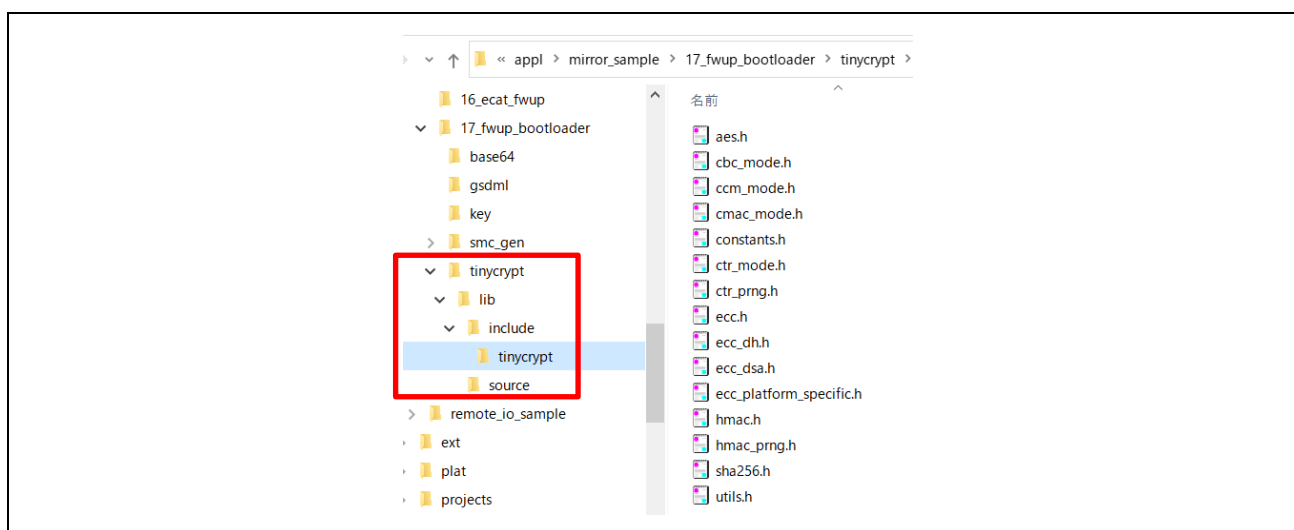 « appl > mirror_sample > 17_fwup_bootloader > tinycrypt >
16_ecat_fwup
17_fwup_bootloader
base64
gsdml
key
smc_gen
tinycrypt
lib
include
tinycrypt
source
remote_io_sample
ext
plat
projects
名前
aes.h
cbc_mode.h
ccm_mode.h
cmac_mode.h
constants.h
ctr_mode.h
ctr_prng.h
ecc.h
ecc_dh.h
ecc_dsa.h
ecc_platform_specific.h
hmac.h
hmac_prng.h
sha256.h
utils.h